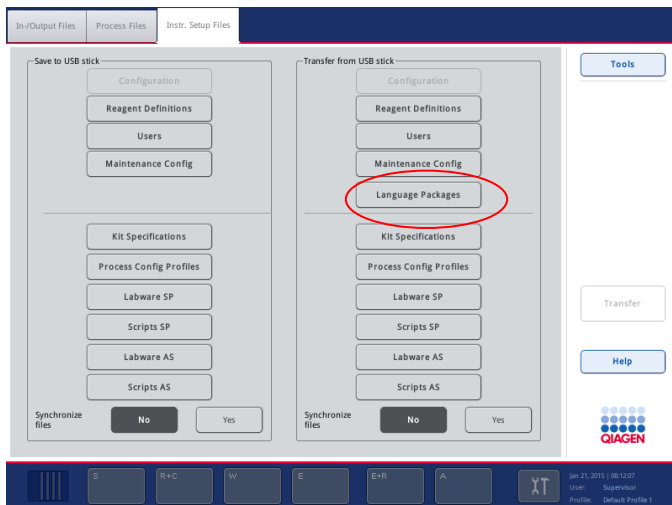 In-/Output Files
Process Files
Instr. Setup Files
Save to USB stick
Configuration
Reagent Definitions
Users
Maintenance Config
Kit Specifications
Process Config Profiles
Labware SP
Scripts SP
Labware AS
Scripts AS
Synchronize
files
No
Yes
Transfer from USB stick
Configuration
Reagent Definitions
Users
Maintenance Config
Language Packages
Kit Specifications
Process Config Profiles
Labware SP
Scripts SP
Labware AS
Scripts AS
Synchronize
files
No
Yes
Tools
Transfer
Help
QIAGEN
S
R+C
W
E
E+R
A
Jan 21, 2015 | 08:12:07
User: Supervisor
Profile: Default Profile 1